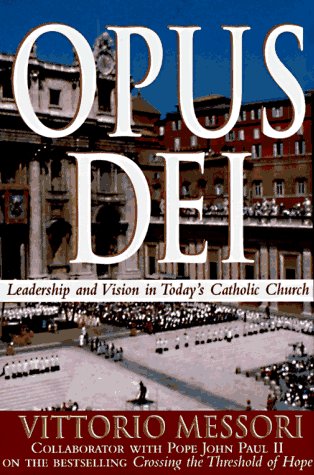 OPUS
DEI
Leadership and Vision in Today's Catholic Church
VITTORIO MESSORI
COLLABORATOR WITH POPE JOHN PAUL II
ON THE BESTSELLING Crossing the Threshold of Hope